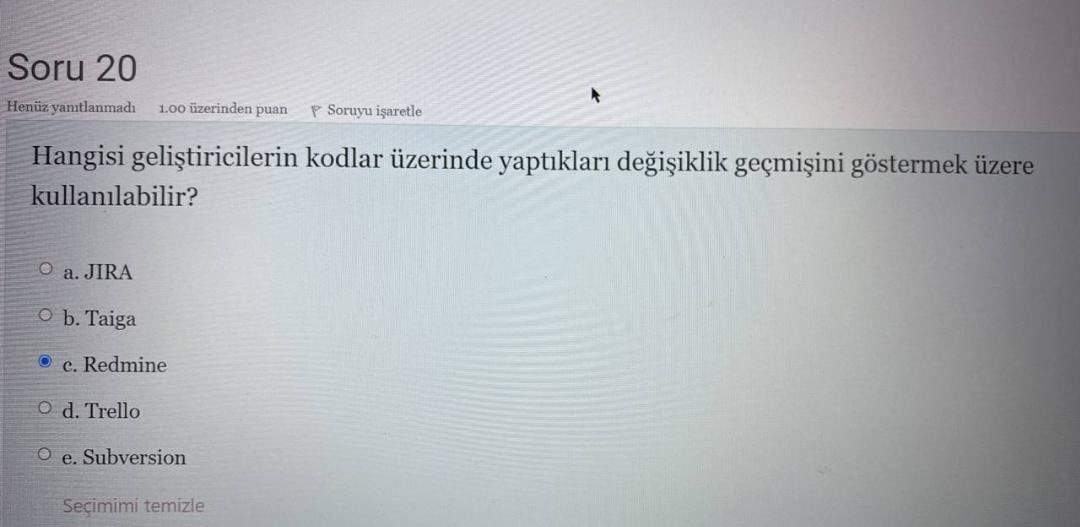 Soru 20
Henüz yanıtlanmadı 1.00 üzerinden puan Soruyu işaretle
Hangisi geliştiricilerin kodlar üzerinde yaptıkları değişiklik geçmişini göstermek üzere
kullanılabilir?
a. JIRA
b. Taiga
c. Redmine
d. Trello
e. Subversion
Seçimimi temizle